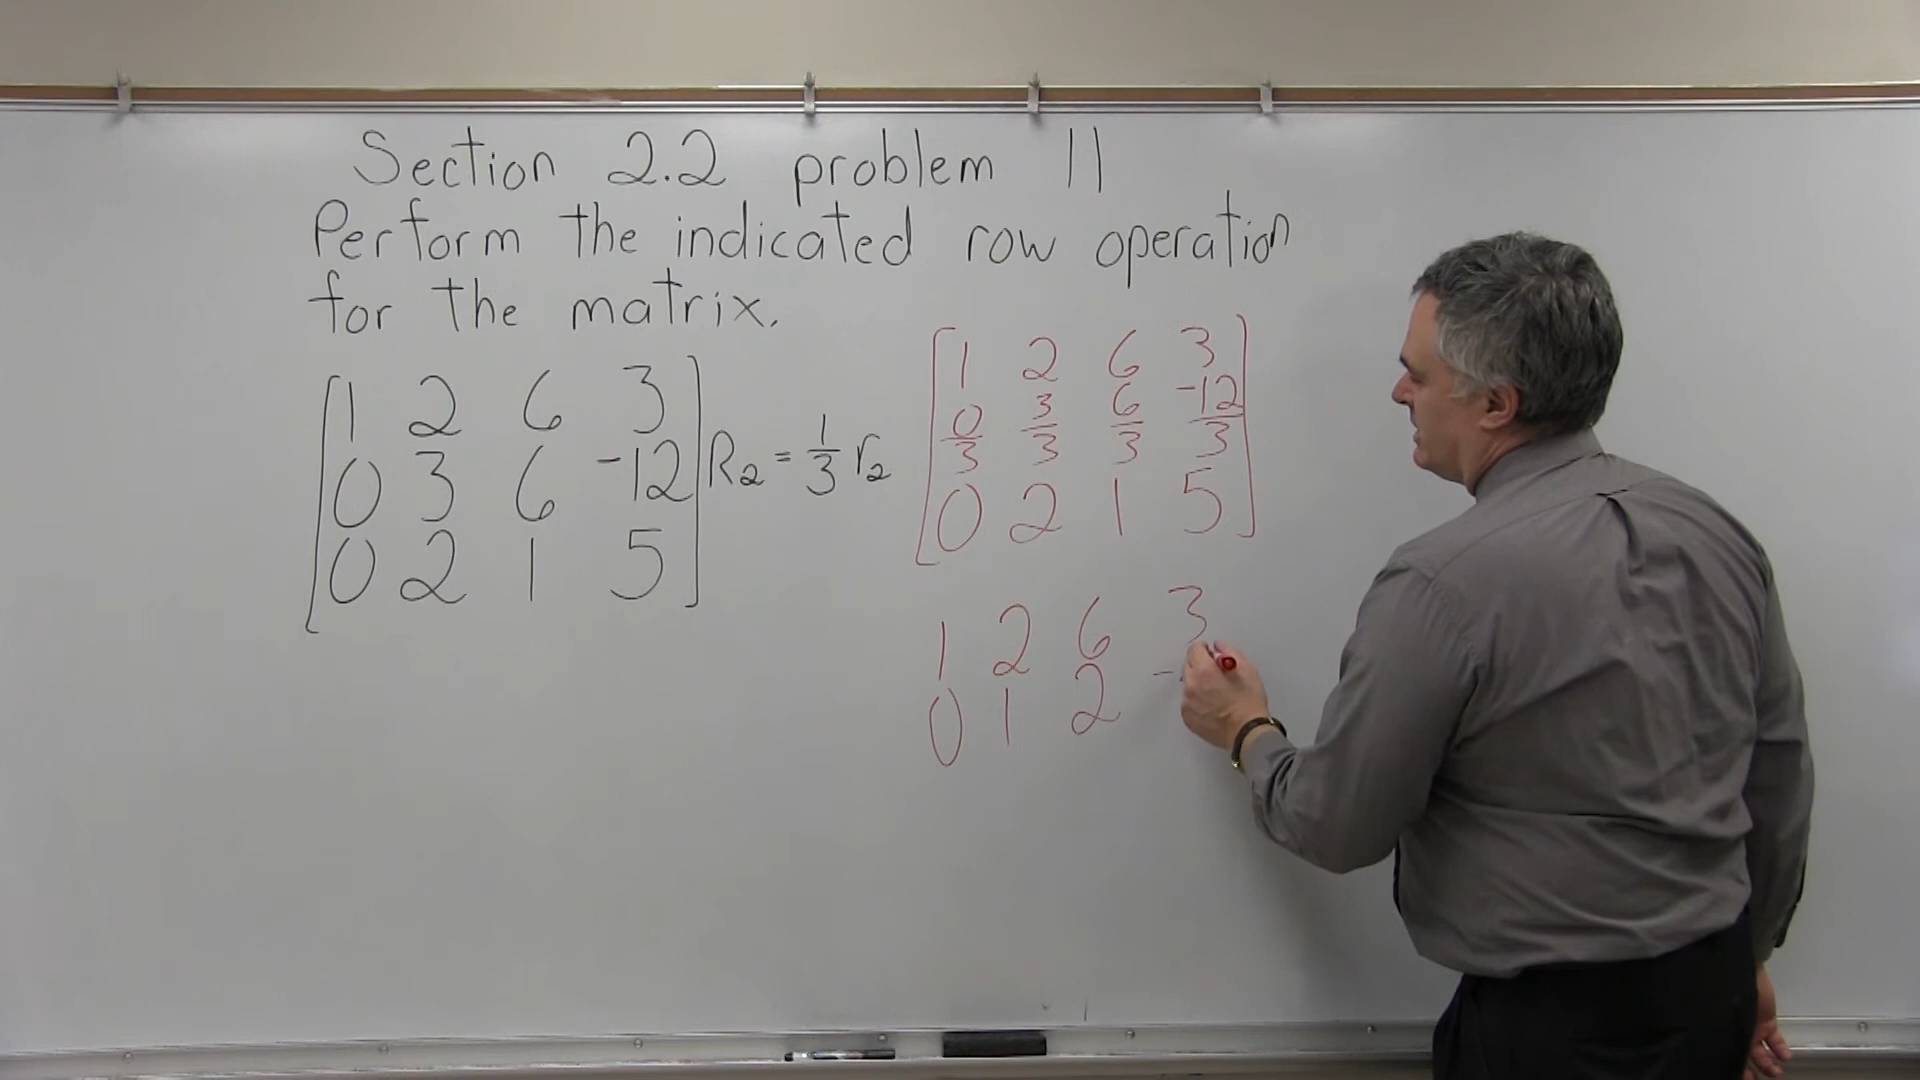 Section 2.2 problem 11
Perform the indicated row operation
for the matrix.
[1 2 6 3
0 3 6 -12
0 2 1 5]
R₂ = 1/3 r₂
[1 2 6 3
0/3 3/3 6/3 -12/3
0 2 1 5]
1 2 6 3
0 1 2 -